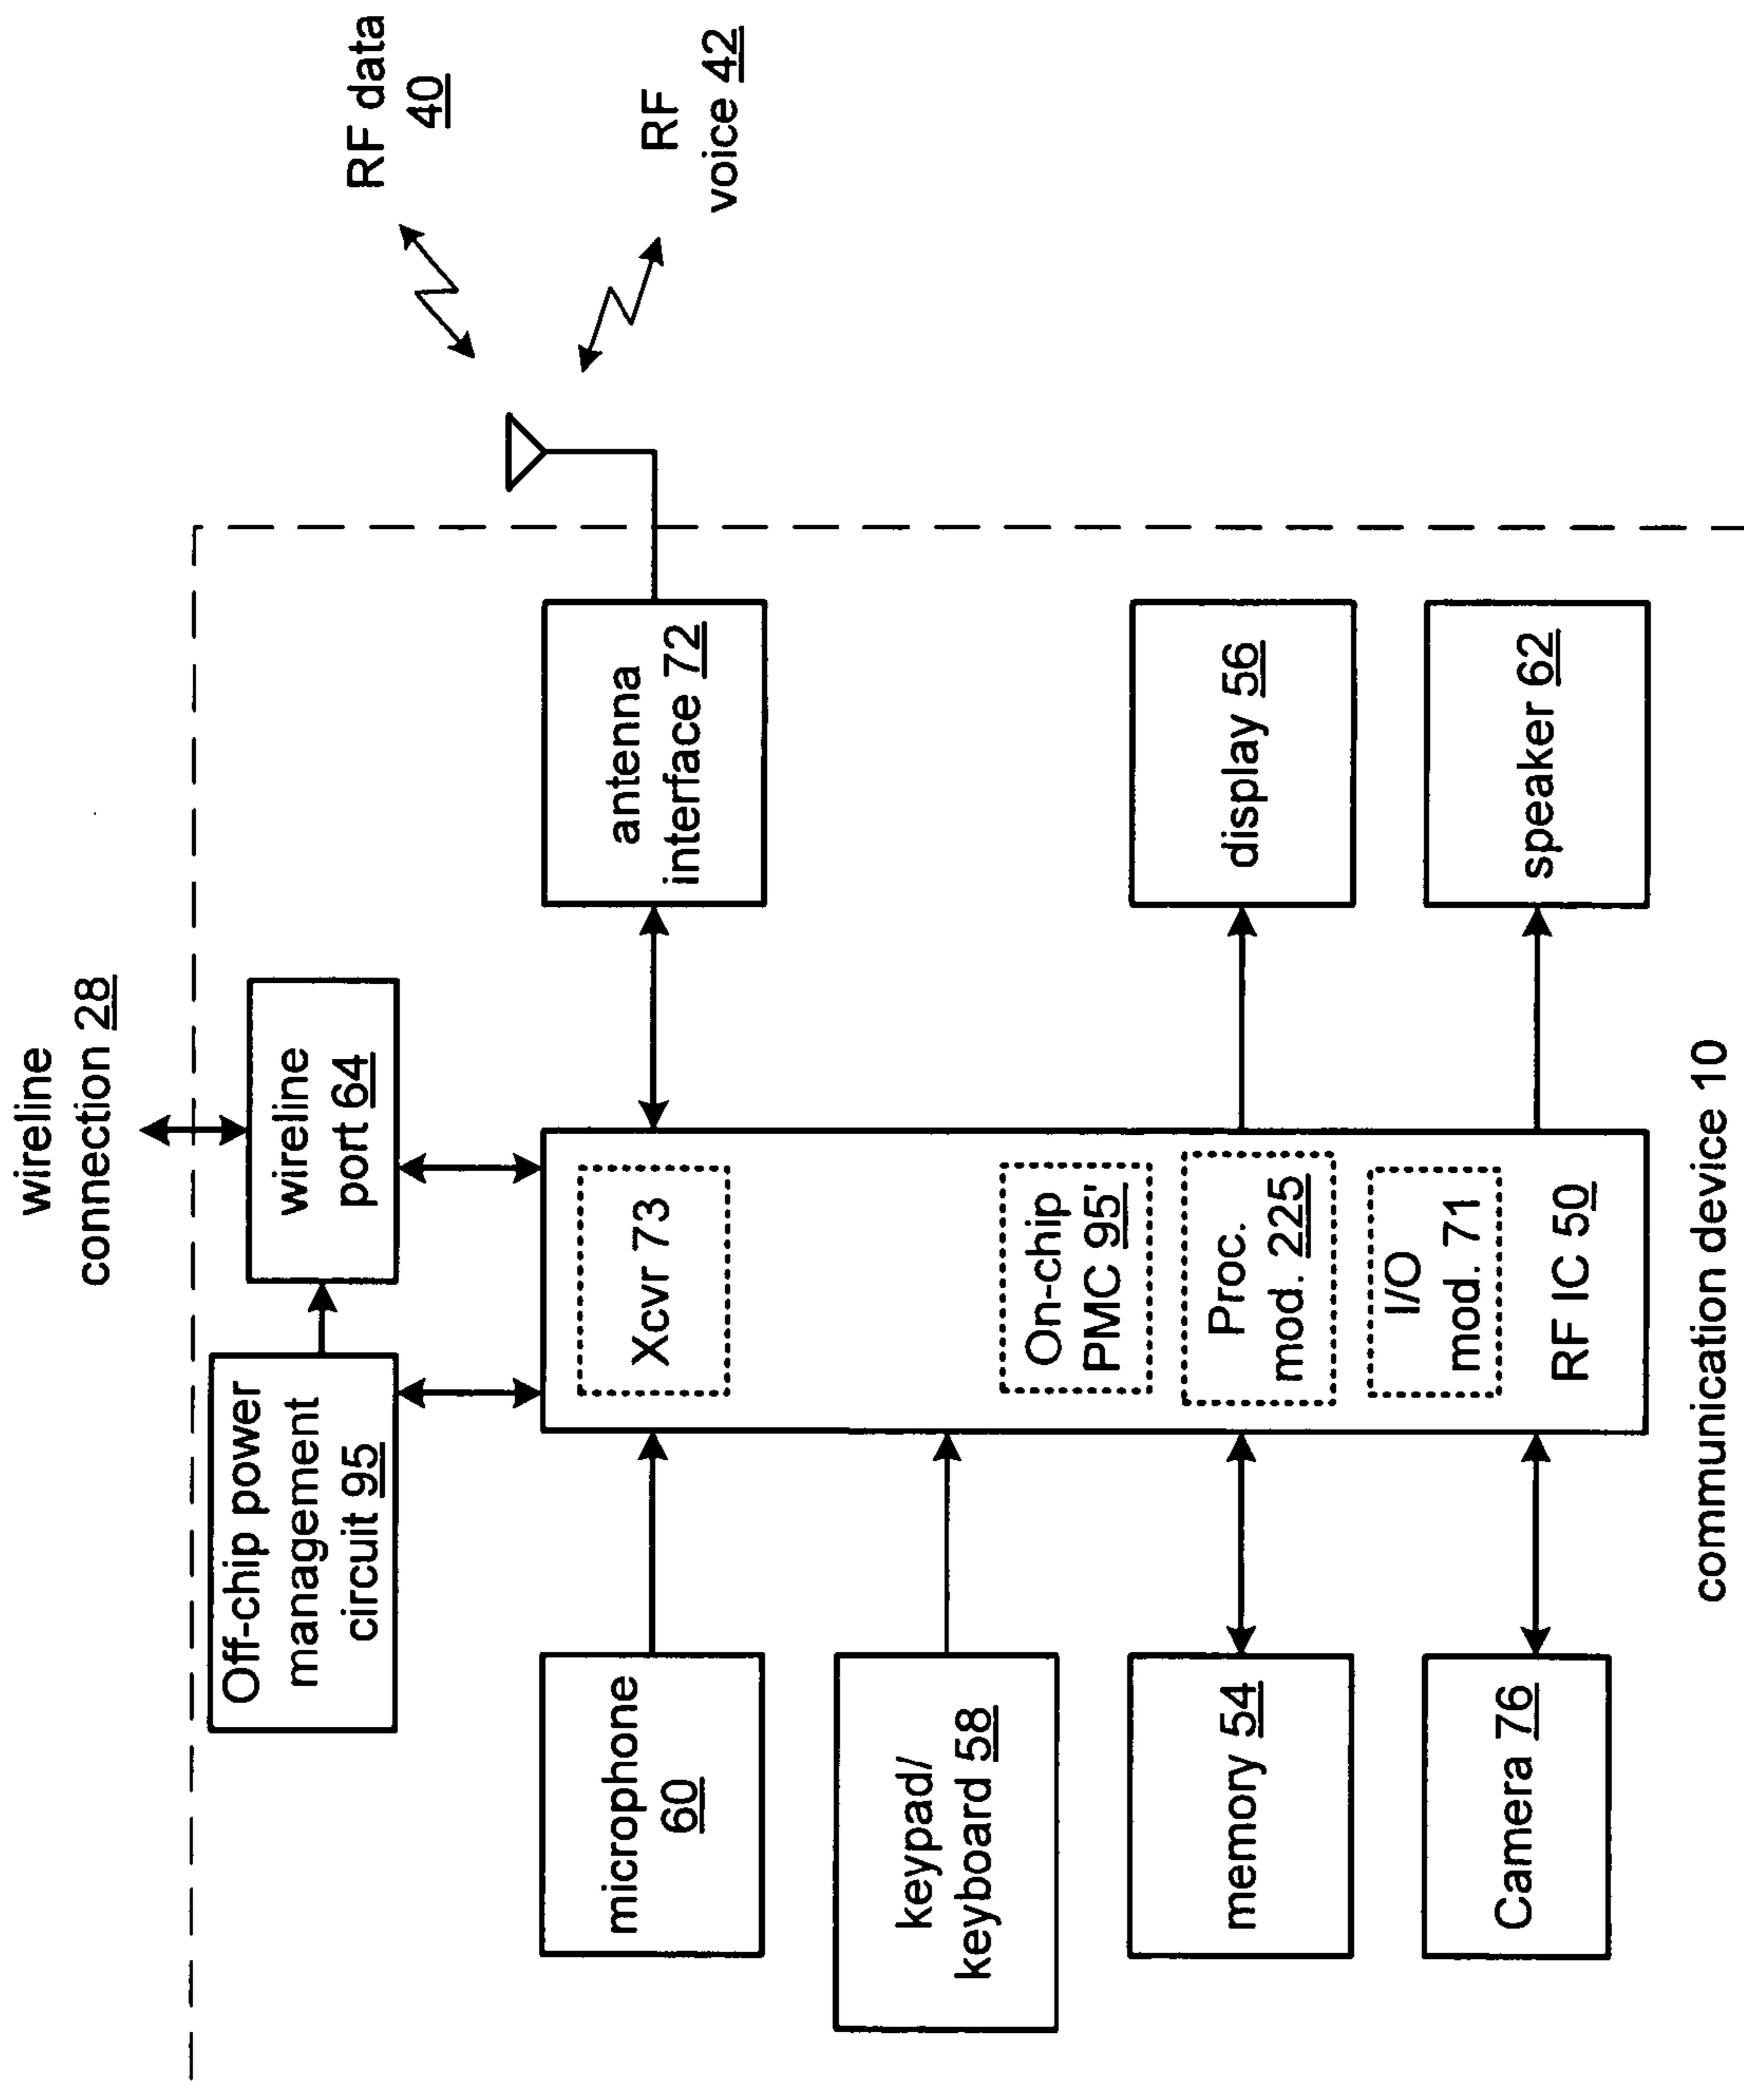 wireline
connection 28
RF data
40
RF
voice 42
Off-chip power
management
circuit 95
wireline
port 64
microphone
60
keypad/
keyboard 58
memory 54
Camera 76
Xcvr 73
On-chip
PMC 95'
Proc.
mod. 225
I/O
mod. 71
RF IC 50
antenna
interface 72
display 56
speaker 62
communication device 10